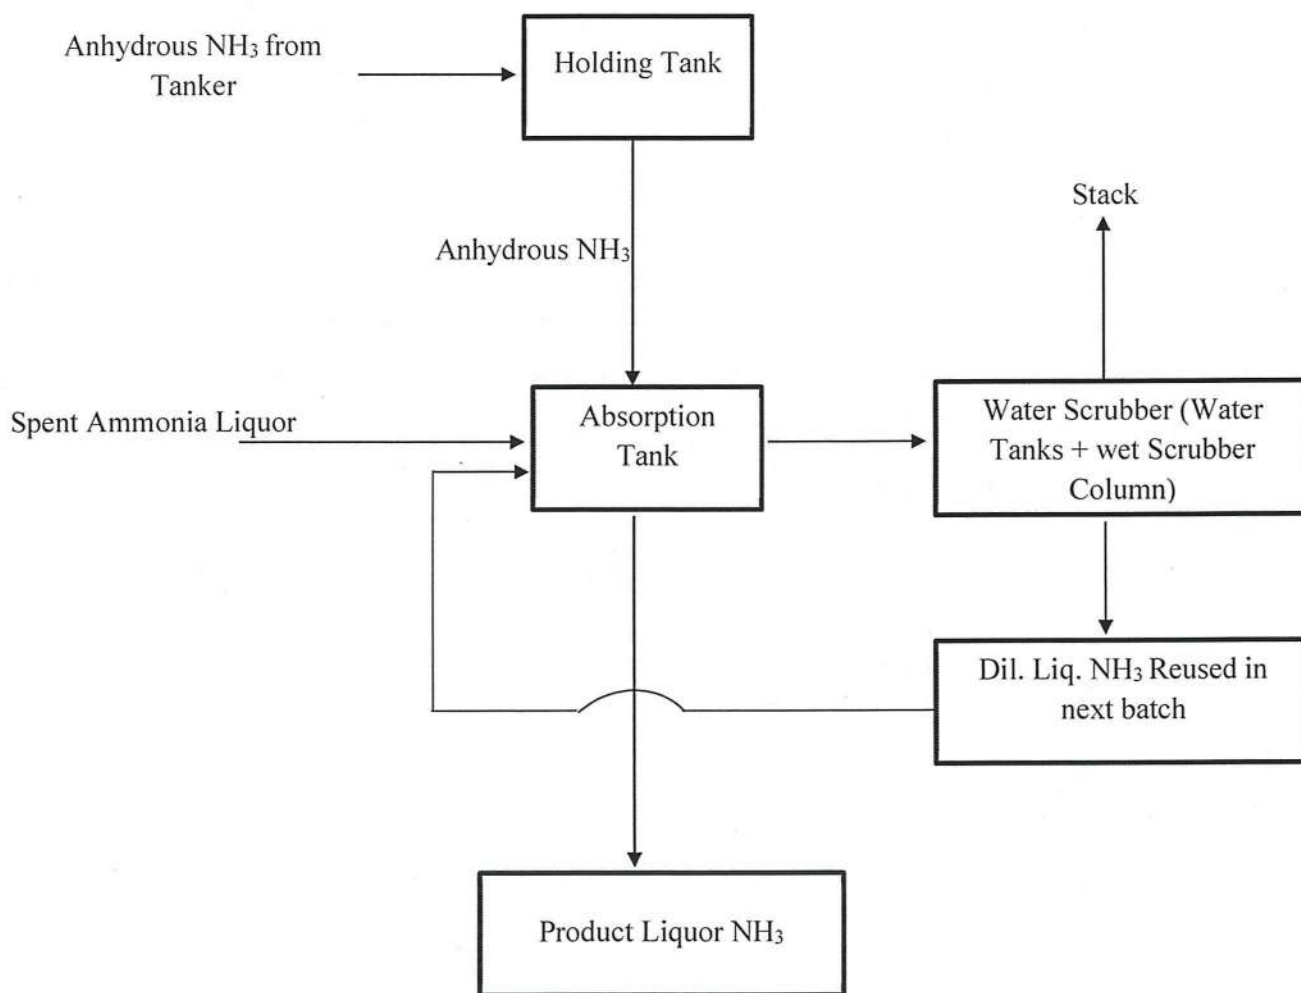 Anhydrous NH₃ from
Tanker
Holding Tank
Stack
Anhydrous NH₃
Spent Ammonia Liquor
Absorption
Tank
Water Scrubber (Water
Tanks + wet Scrubber
Column)
Dil. Liq. NH₃ Reused in
next batch
Product Liquor NH₃